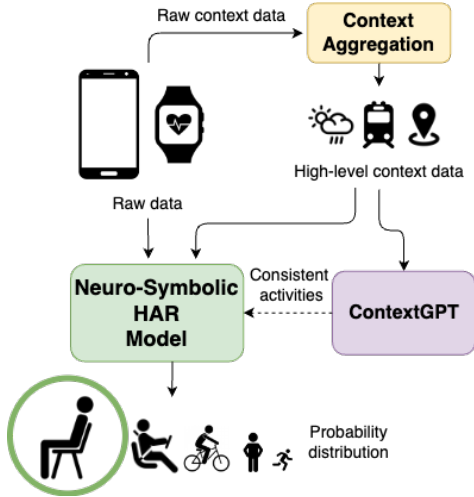 Raw context data
Context
Aggregation
High-level context data
Raw data
Neuro-Symbolic
HAR
Model
Consistent
activities
ContextGPT
Probability
distribution